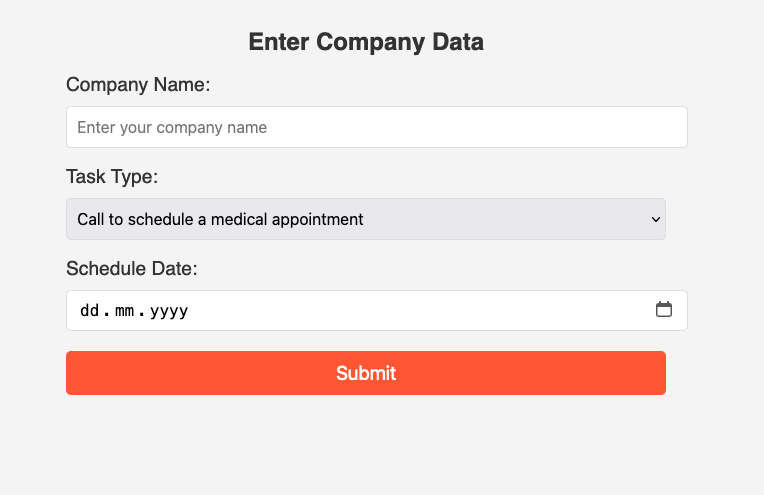 Enter Company Data
Company Name:
Enter your company name
Task Type:
Call to schedule a medical appointment
Schedule Date:
dd.mm.yyyy
Submit